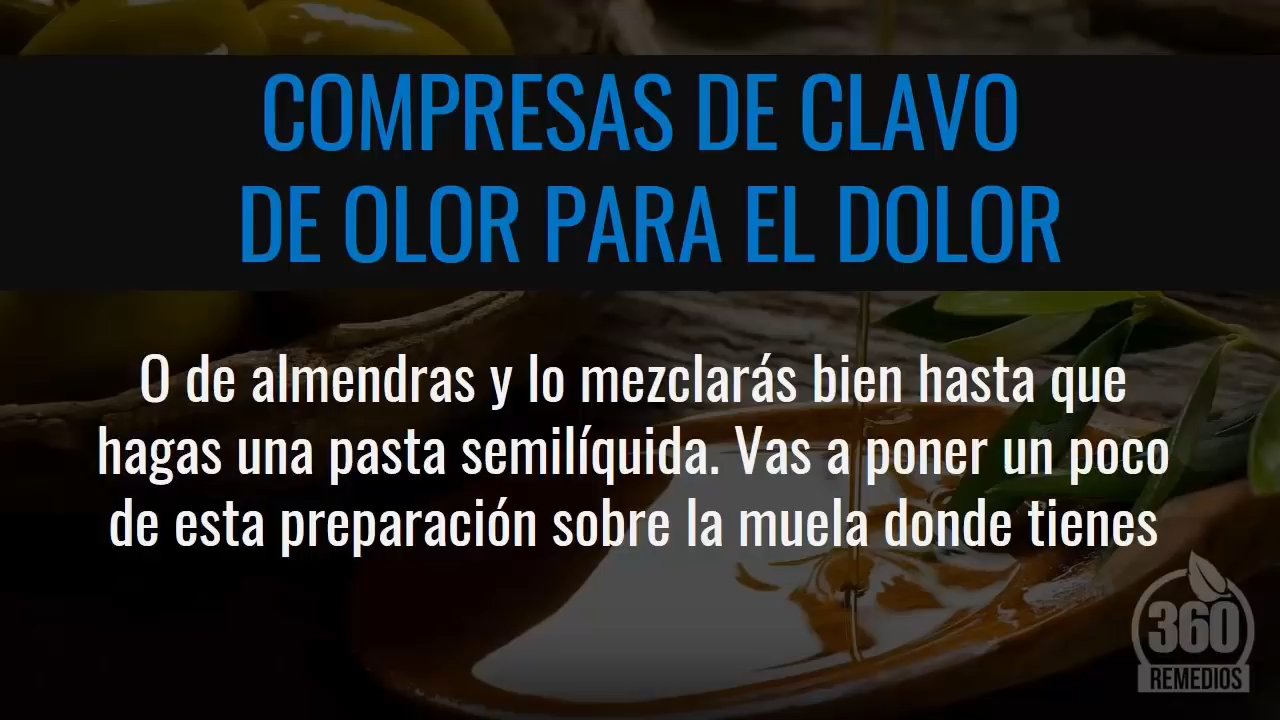 COMPRESAS DE CLAVO
DE OLOR PARA EL DOLOR
O de almendras y lo mezclarás bien hasta que
hagas una pasta semilíquida. Vas a poner un poco
de esta preparación sobre la muela donde tienes
360
REMEDIOS